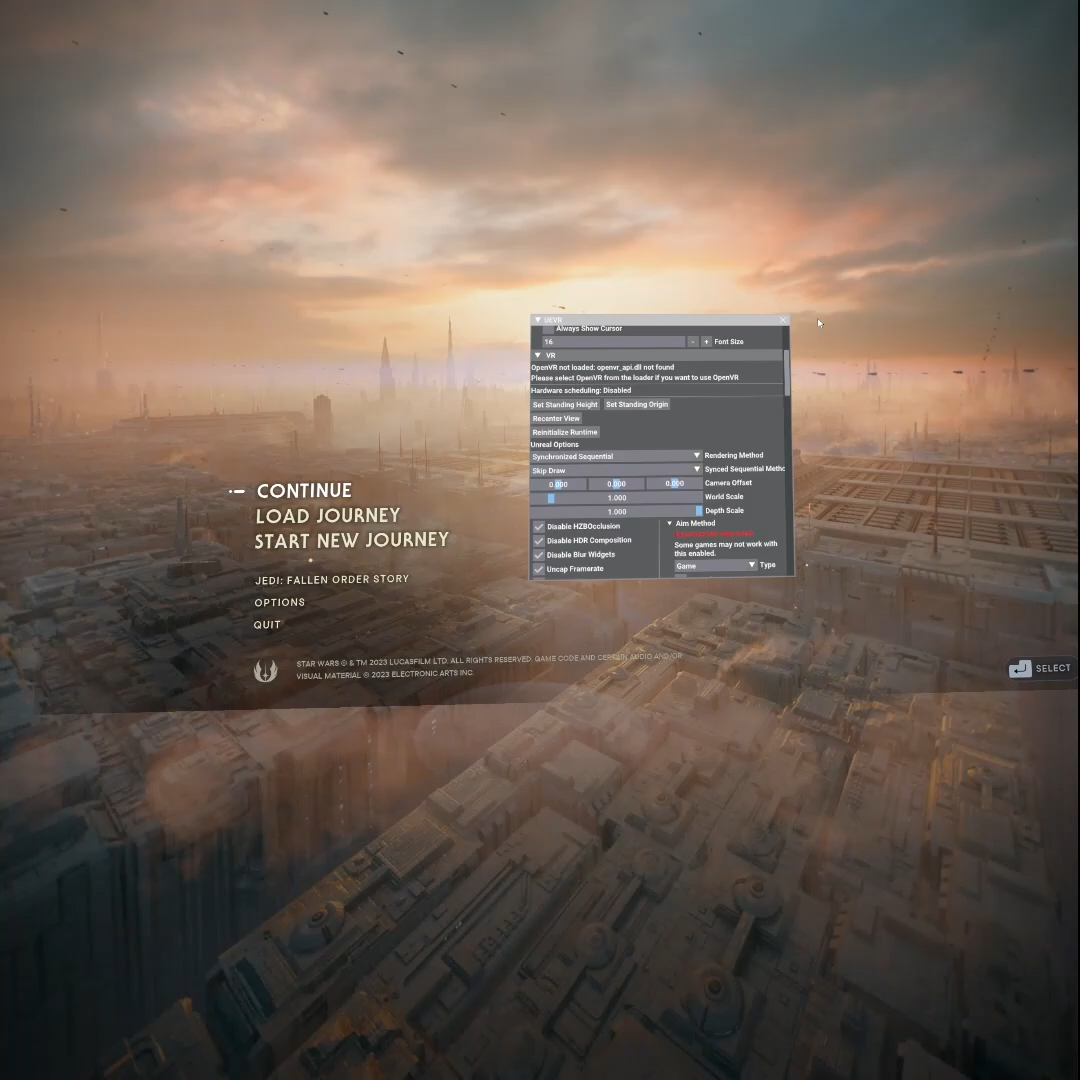 UEVR
Always Show Cursor
16 - + Font Size
VR
OpenVR not loaded: openvr_api.dll not found
Please select OpenVR from the loader if you want to use OpenVR
Hardware scheduling: Disabled
Set Standing Height Set Standing Origin
Recenter View
Reinitialize Runtime
Unreal Options
Synchronized Sequential Rendering Method
Skip Draw Synced Sequential Metho
0.000 0.000 0.000 Camera Offset
1.000 World Scale
1.000 Depth Scale
Disable HZBOcclusion
Disable HDR Composition
Disable Blur Widgets
Uncap Framerate
Aim Method
Some games may not work with
this enabled.
Game Type
CONTINUE
LOAD JOURNEY
START NEW JOURNEY
JEDI: FALLEN ORDER STORY
OPTIONS
QUIT
STAR WARS © & TM 2023 LUCASFILM LTD. ALL RIGHTS RESERVED. GAME CODE AND CERTAIN AUDIO AND/OR
VISUAL MATERIAL © 2023 ELECTRONIC ARTS INC.
SELECT